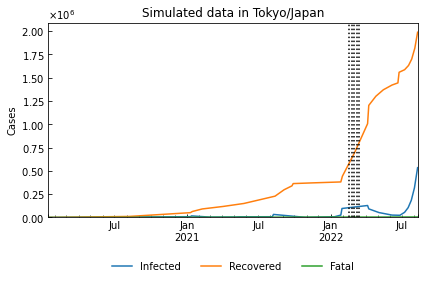 Simulated data in Tokyo/Japan
×10⁶
2.00
1.75
1.50
1.25
1.00
0.75
0.50
0.25
0.00
Cases
Jul Jan Jul Jan Jul
2021 2022
Infected Recovered Fatal